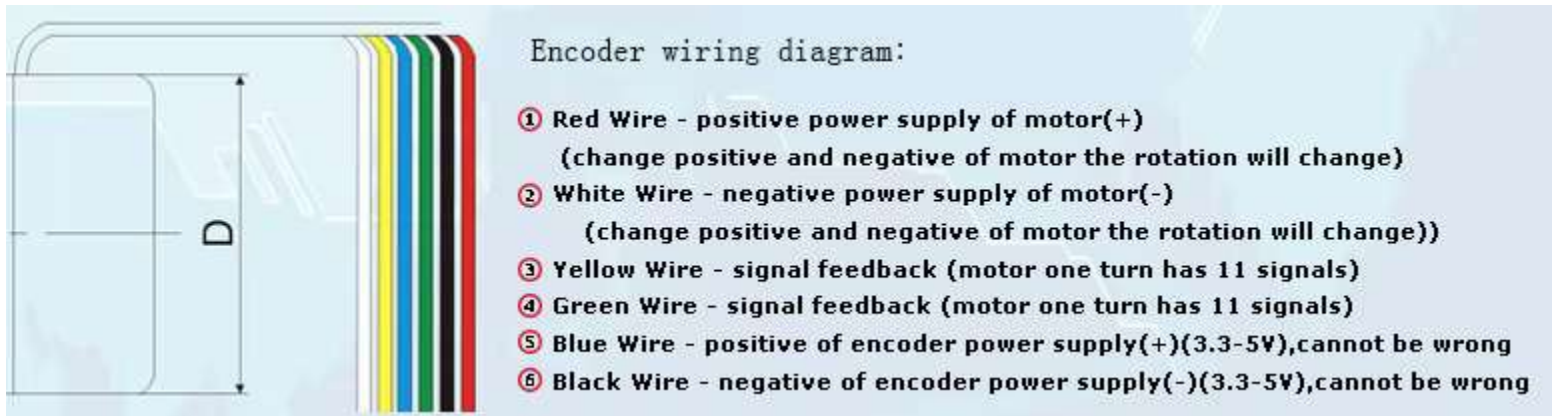 D
Encoder wiring diagram:
① Red Wire - positive power supply of motor(+)
(change positive and negative of motor the rotation will change)
② White Wire - negative power supply of motor(-)
(change positive and negative of motor the rotation will change))
③ Yellow Wire - signal feedback (motor one turn has 11 signals)
④ Green Wire - signal feedback (motor one turn has 11 signals)
⑤ Blue Wire - positive of encoder power supply(+)(3.3-5V),cannot be wrong
⑥ Black Wire - negative of encoder power supply(-)(3.3-5V),cannot be wrong